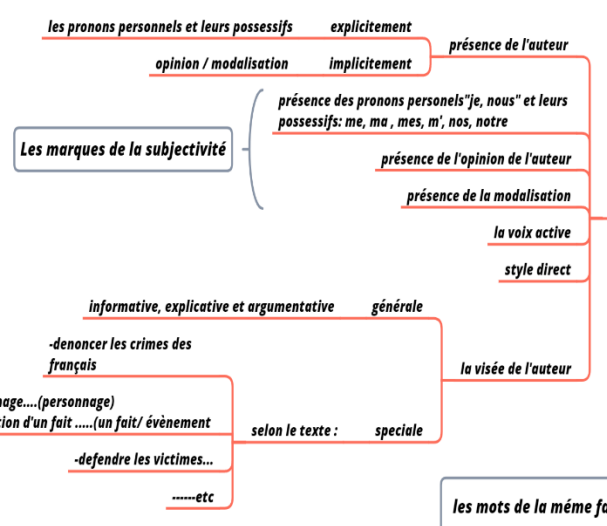 les pronons personnels et leurs possessifs
explicitement
présence de l'auteur
opinion / modalisation
implicitement
présence des pronons personels"je, nous" et leurs
possessifs: me, ma , mes, m', nos, notre
Les marques de la subjectivité
présence de l'opinion de l'auteur
présence de la modalisation
la voix active
style direct
informative, explicative et argumentative
générale
la visée de l'auteur
-denoncer les crimes des
français
....(personnage)
d'un fait .....(un fait/ évènement
selon le texte :
speciale
-defendre les victimes...
------etc
les mots de la méme